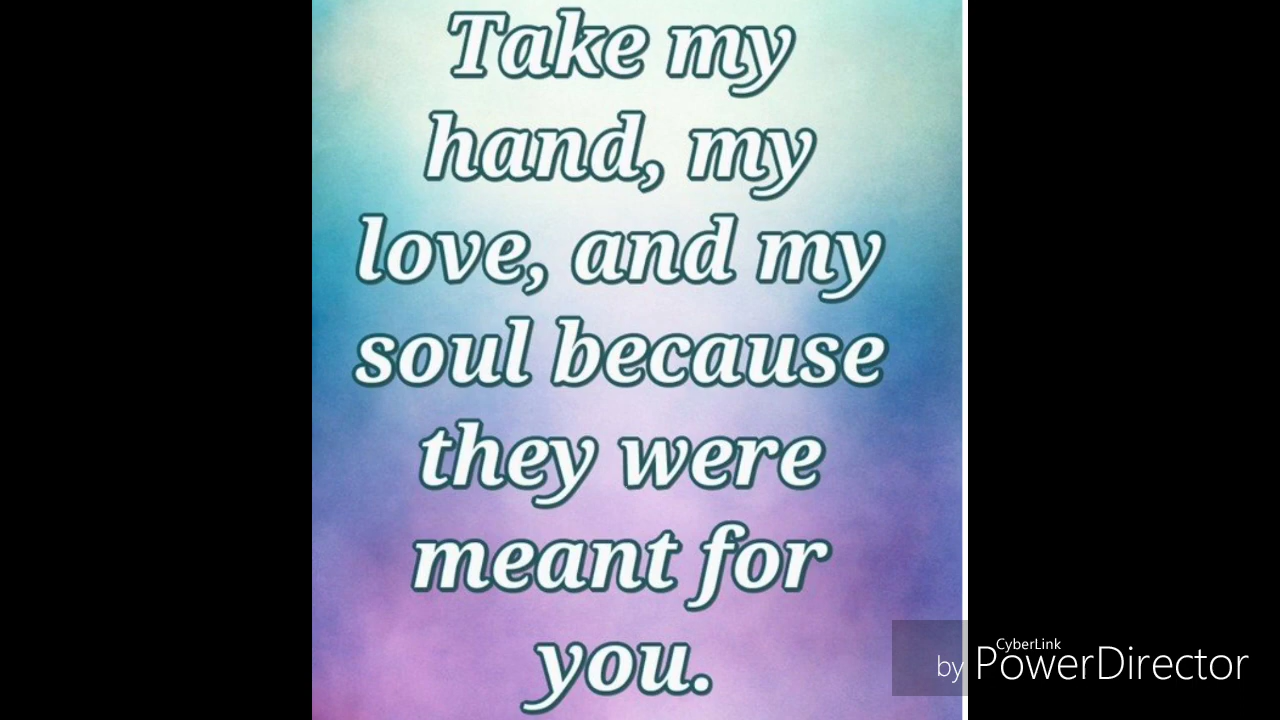 Take my
hand, my
love, and my
soul because
they were
meant for
you.
CyberLink
by PowerDirector